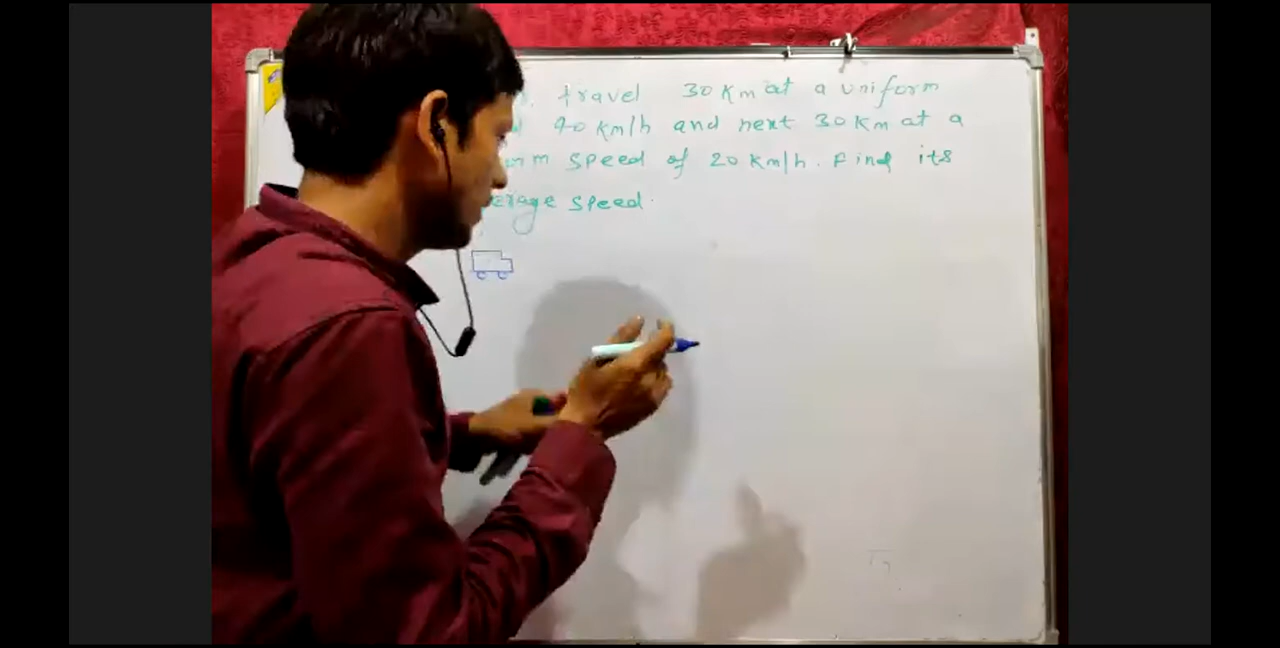 travel 30 Km at a uniform
40 Km/h and next 30 Km at a
speed of 20 Km/h. Find its
erage speed.